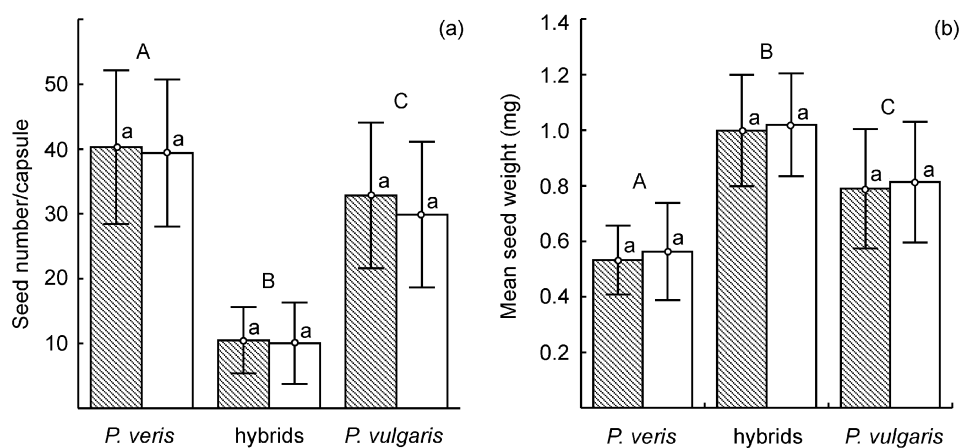 (a)
Seed number/capsule
50
40
30
20
10
A
a a
B
a a
C
a a
P. veris hybrids P. vulgaris
(b)
Mean seed weight (mg)
1.4
1.2
1.0
0.8
0.6
0.4
0.2
A
a a
B
a a
C
a a
P. veris hybrids P. vulgaris